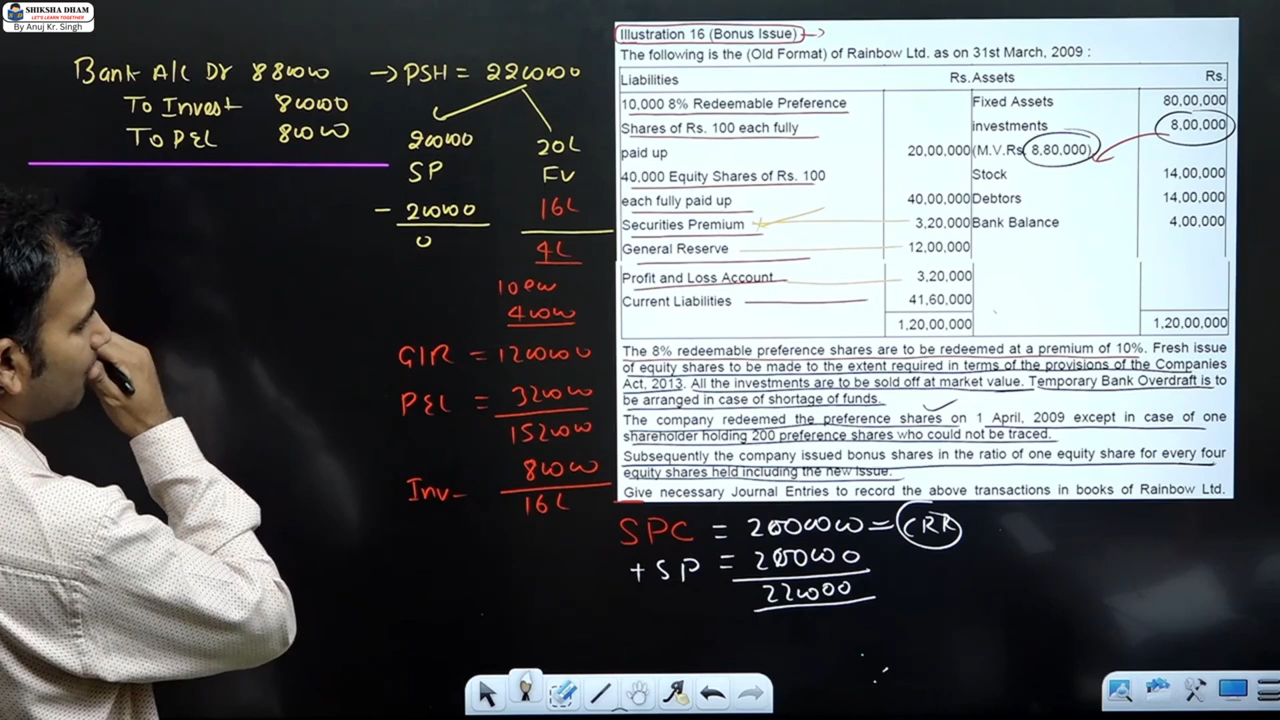 SHIKSHA DHAM
LET'S LEARN TOGETHER
By Anuj Kr. Singh
Bank A/c Dr 880000
To Invest 800000
To P&L 80000
→ PSH = 2200000
200000 20L
SP FV
- 200000 16L
0 4L
10 each
40000
GR = 1200000
P&L = 320000
1520000
Inv- 80000
16L
Illustration 16 (Bonus Issue)
The following is the (Old Format) of Rainbow Ltd. as on 31st March, 2009 :
Liabilities Rs. Assets Rs.
10,000 8% Redeemable Preference Fixed Assets 80,00,000
Shares of Rs. 100 each fully investments 8,00,000
paid up 20,00,000 (M.V.Rs 8,80,000)
40,000 Equity Shares of Rs. 100 Stock 14,00,000
each fully paid up 40,00,000 Debtors 14,00,000
Securities Premium 3,20,000 Bank Balance 4,00,000
General Reserve 12,00,000
Profit and Loss Account 3,20,000
Current Liabilities 41,60,000
1,20,00,000 1,20,00,000
The 8% redeemable preference shares are to be redeemed at a premium of 10%. Fresh issue
of equity shares to be made to the extent required in terms of the provisions of the Companies
Act, 2013. All the investments are to be sold off at market value. Temporary Bank Overdraft is to
be arranged in case of shortage of funds.
The company redeemed the preference shares on 1 April, 2009 except in case of one
shareholder holding 200 preference shares who could not be traced.
Subsequently the company issued bonus shares in the ratio of one equity share for every four
equity shares held including the new issue.
Give necessary Journal Entries to record the above transactions in books of Rainbow Ltd.
SPC = 2000000 = CRR
+ SP = 200000
220000